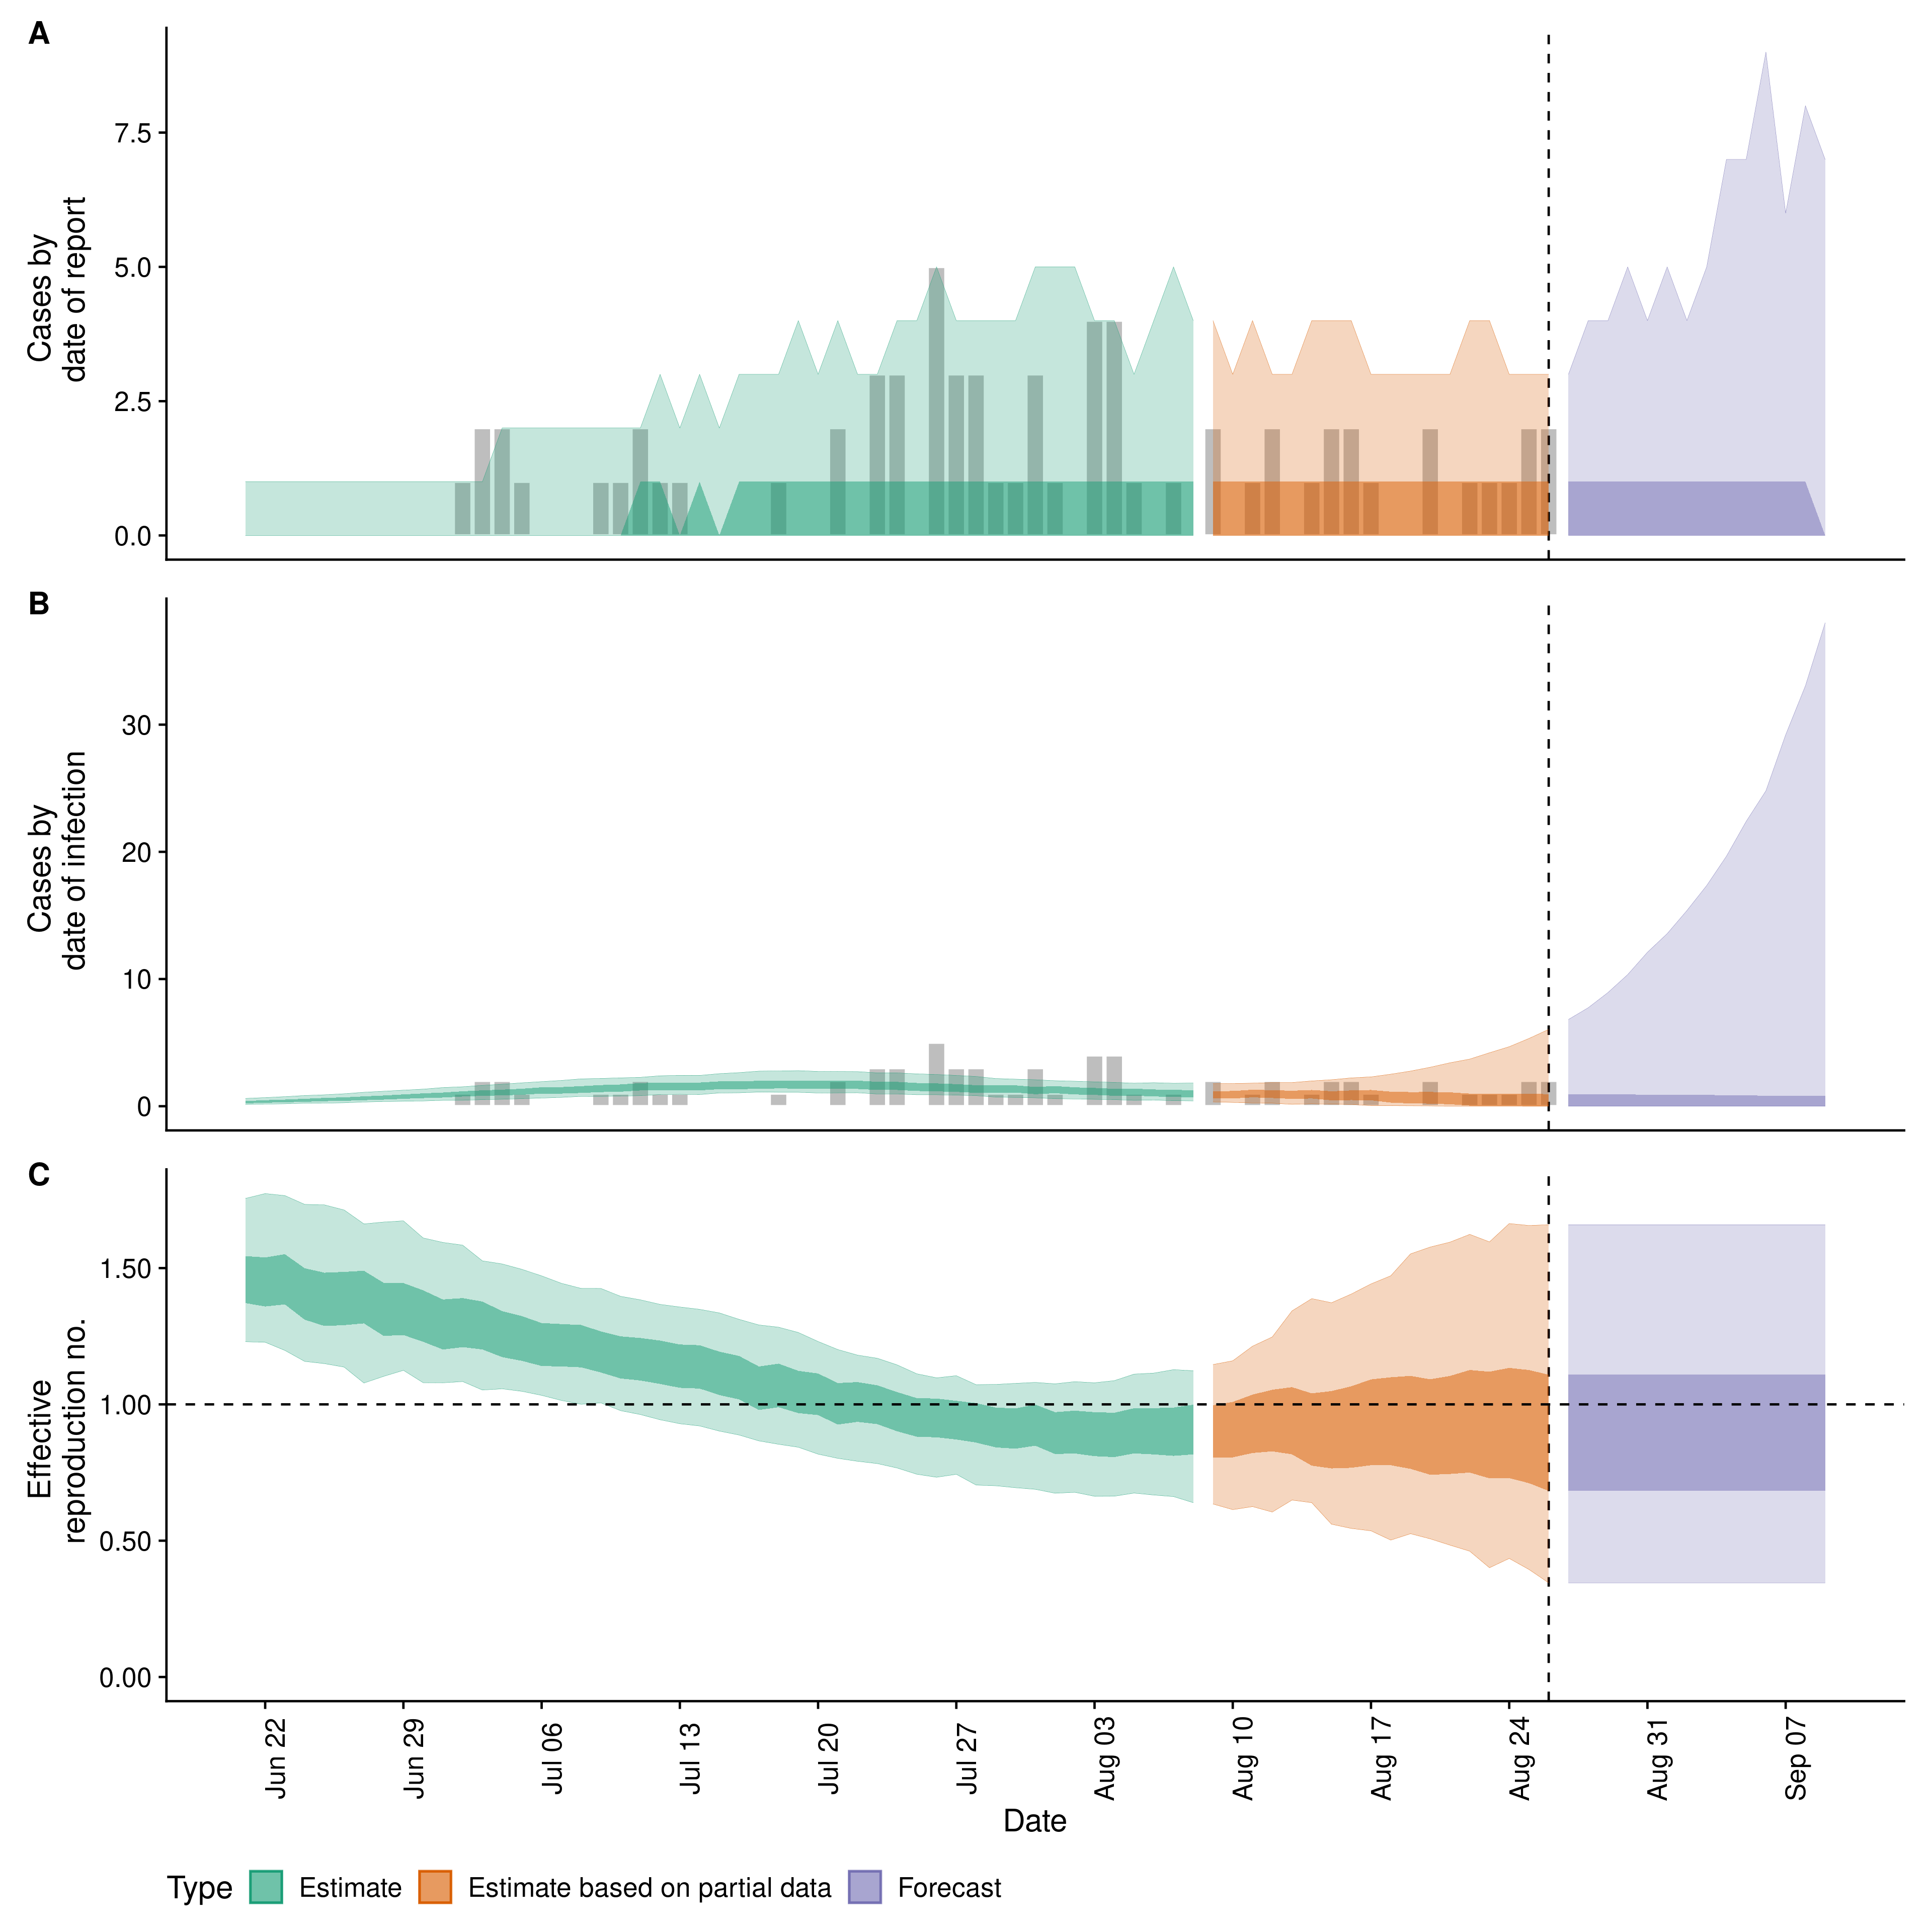 A
Cases by
date of report
7.5
5.0
2.5
0.0
B
Cases by
date of infection
30
20
10
0
C
Effective
reproduction no.
1.50
1.00
0.50
0.00
Jun 22
Jun 29
Jul 06
Jul 13
Jul 20
Jul 27
Aug 03
Aug 10
Aug 17
Aug 24
Aug 31
Sep 07
Date
Type Estimate Estimate based on partial data Forecast